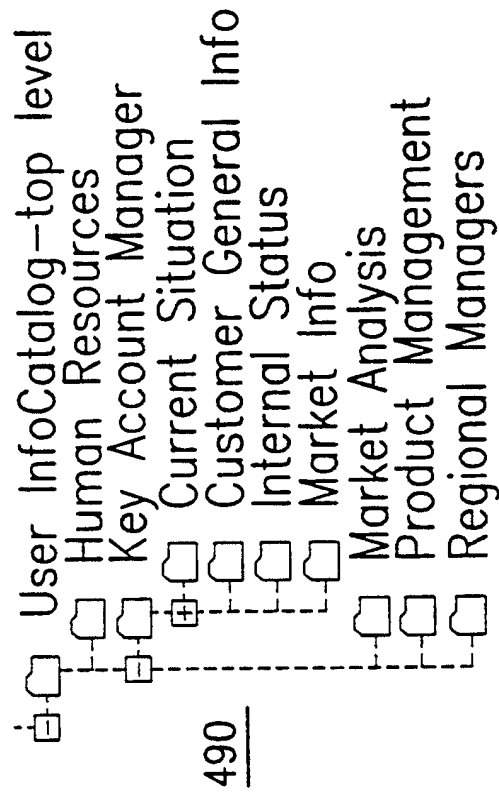 User InfoCatalog-top level
Human Resources
Key Account Manager
Current Situation
Customer General Info
Internal Status
Market Info
Market Analysis
Product Management
Regional Managers
490